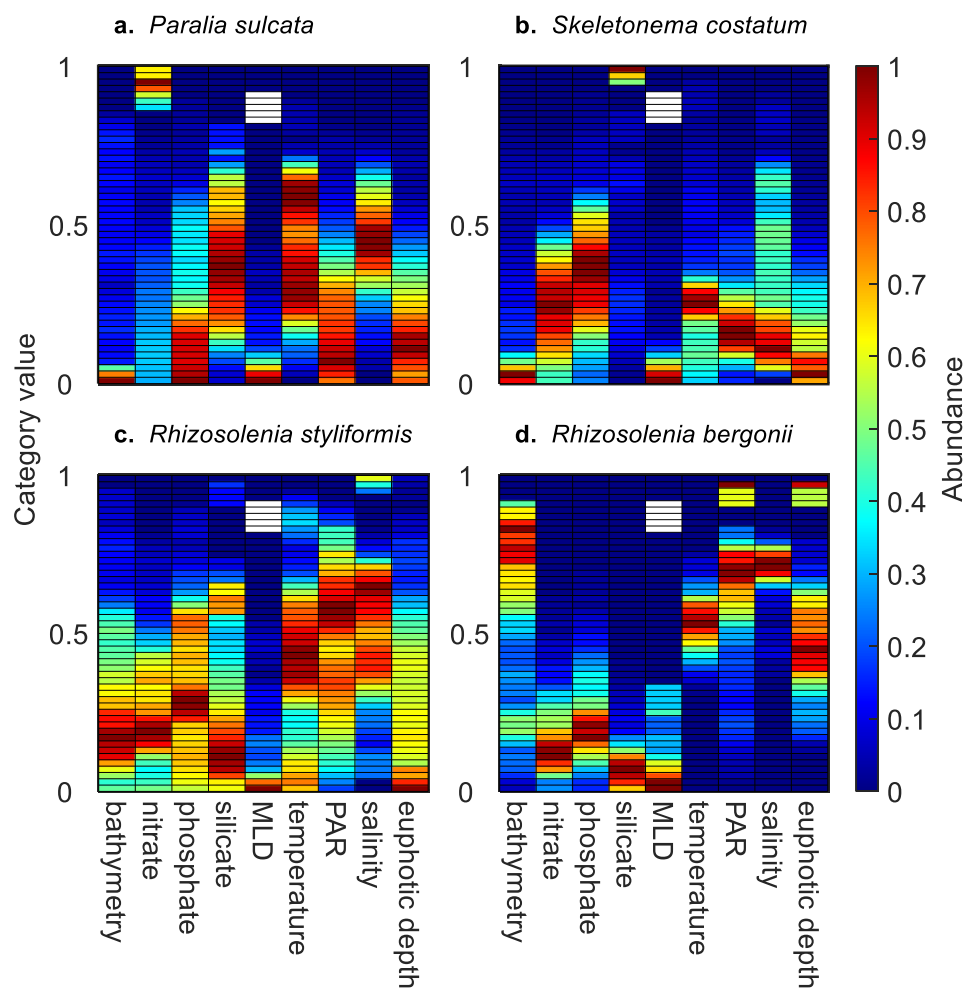 a. Paralia sulcata
b. Skeletonema costatum
1
0.5
0
1
0.5
0
1
0.9
0.8
0.7
0.6
0.5
0.4
0.3
0.2
0.1
0
Abundance
Category value
c. Rhizosolenia styliformis
d. Rhizosolenia bergonii
1
0.5
0
1
0.5
0
bathymetry
nitrate
phosphate
silicate
MLD
temperature
PAR
salinity
euphotic depth
bathymetry
nitrate
phosphate
silicate
MLD
temperature
PAR
salinity
euphotic depth